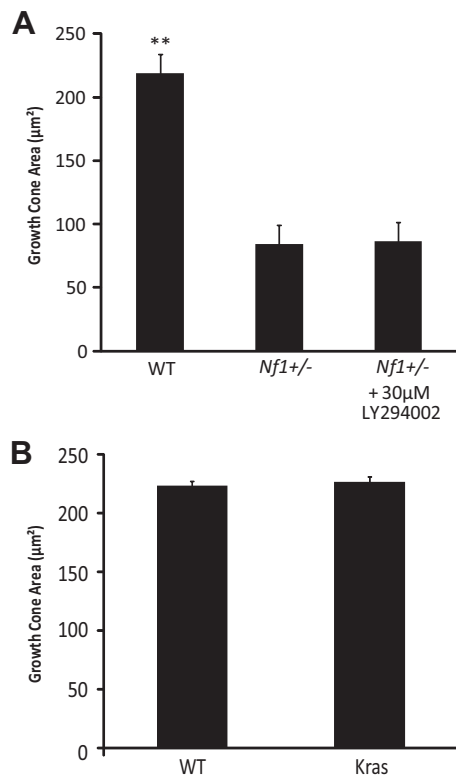 A
250
200
150
100
50
0
Growth Cone Area (µm²)
**
WT
Nf1+/-
Nf1+/-
+ 30µM
LY294002
B
250
200
150
100
50
0
Growth Cone Area (µm²)
WT
Kras